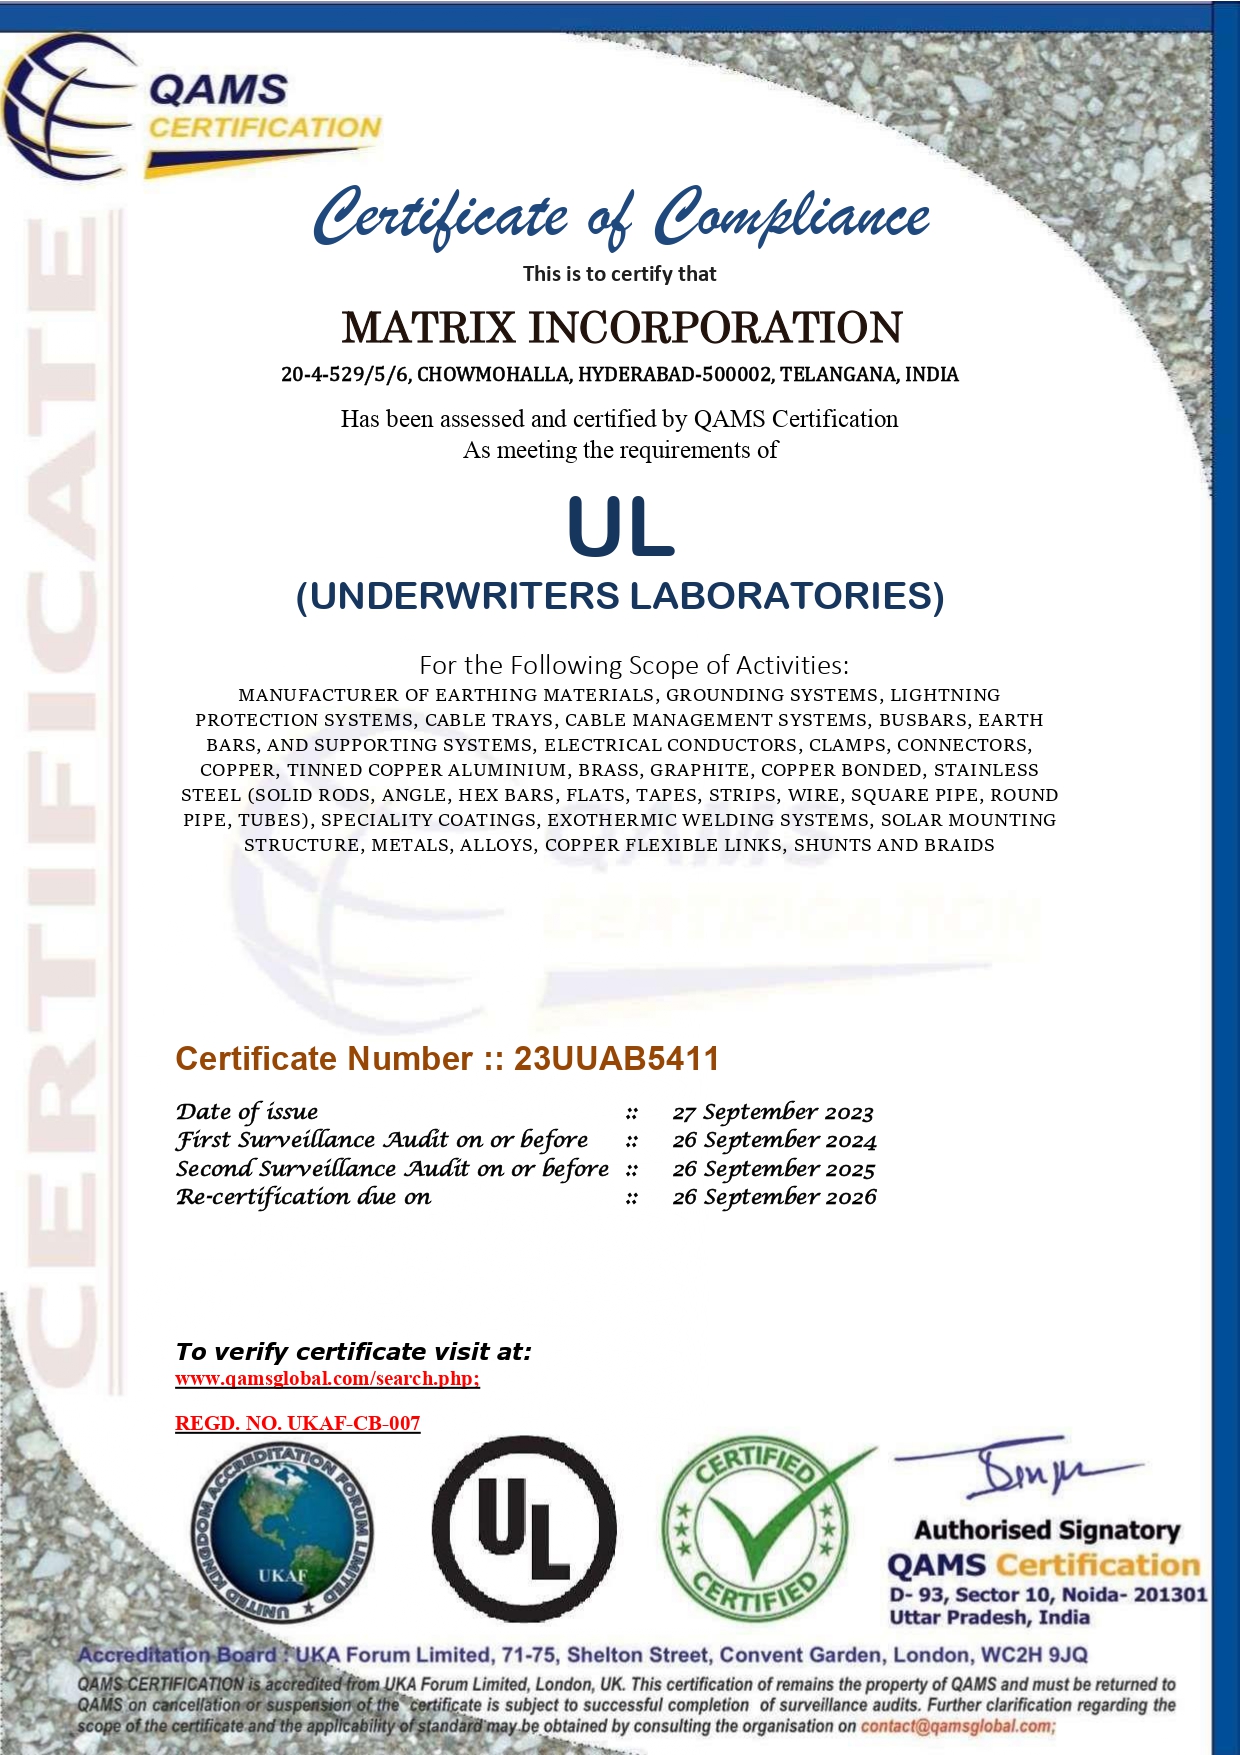 QAMS
CERTIFICATION
CERTIFICATE
Certificate of Compliance
This is to certify that
MATRIX INCORPORATION
20-4-529/5/6, CHOWMOHALLA, HYDERABAD-500002, TELANGANA, INDIA
Has been assessed and certified by QAMS Certification
As meeting the requirements of
UL
(UNDERWRITERS LABORATORIES)
For the Following Scope of Activities:
MANUFACTURER OF EARTHING MATERIALS, GROUNDING SYSTEMS, LIGHTNING
PROTECTION SYSTEMS, CABLE TRAYS, CABLE MANAGEMENT SYSTEMS, BUSBARS, EARTH
BARS, AND SUPPORTING SYSTEMS, ELECTRICAL CONDUCTORS, CLAMPS, CONNECTORS,
COPPER, TINNED COPPER ALUMINIUM, BRASS, GRAPHITE, COPPER BONDED, STAINLESS
STEEL (SOLID RODS, ANGLE, HEX BARS, FLATS, TAPES, STRIPS, WIRE, SQUARE PIPE, ROUND
PIPE, TUBES), SPECIALITY COATINGS, EXOTHERMIC WELDING SYSTEMS, SOLAR MOUNTING
STRUCTURE, METALS, ALLOYS, COPPER FLEXIBLE LINKS, SHUNTS AND BRAIDS
QAMS
CERTIFICATION
Certificate Number :: 23UUAB5411
Date of issue :: 27 September 2023
First Surveillance Audit on or before :: 26 September 2024
Second Surveillance Audit on or before :: 26 September 2025
Re-certification due on :: 26 September 2026
To verify certificate visit at:
www.qamsglobal.com/search.php;
REGD. NO. UKAF-CB-007
UNITED KINGDOM ACCREDITATION FORUM LIMITED
UKAF
UL
CERTIFIED
CERTIFIED
Authorised Signatory
QAMS Certification
D- 93, Sector 10, Noida- 201301
Uttar Pradesh, India
Accreditation Board : UKA Forum Limited, 71-75, Shelton Street, Convent Garden, London, WC2H 9JQ
QAMS CERTIFICATION is accredited from UKA Forum Limited, London, UK. This certification of remains the property of QAMS and must be returned to
QAMS on cancellation or suspension of the certificate is subject to successful completion of surveillance audits. Further clarification regarding the
scope of the certificate and the applicability of standard may be obtained by consulting the organisation on contact@qamsglobal.com;